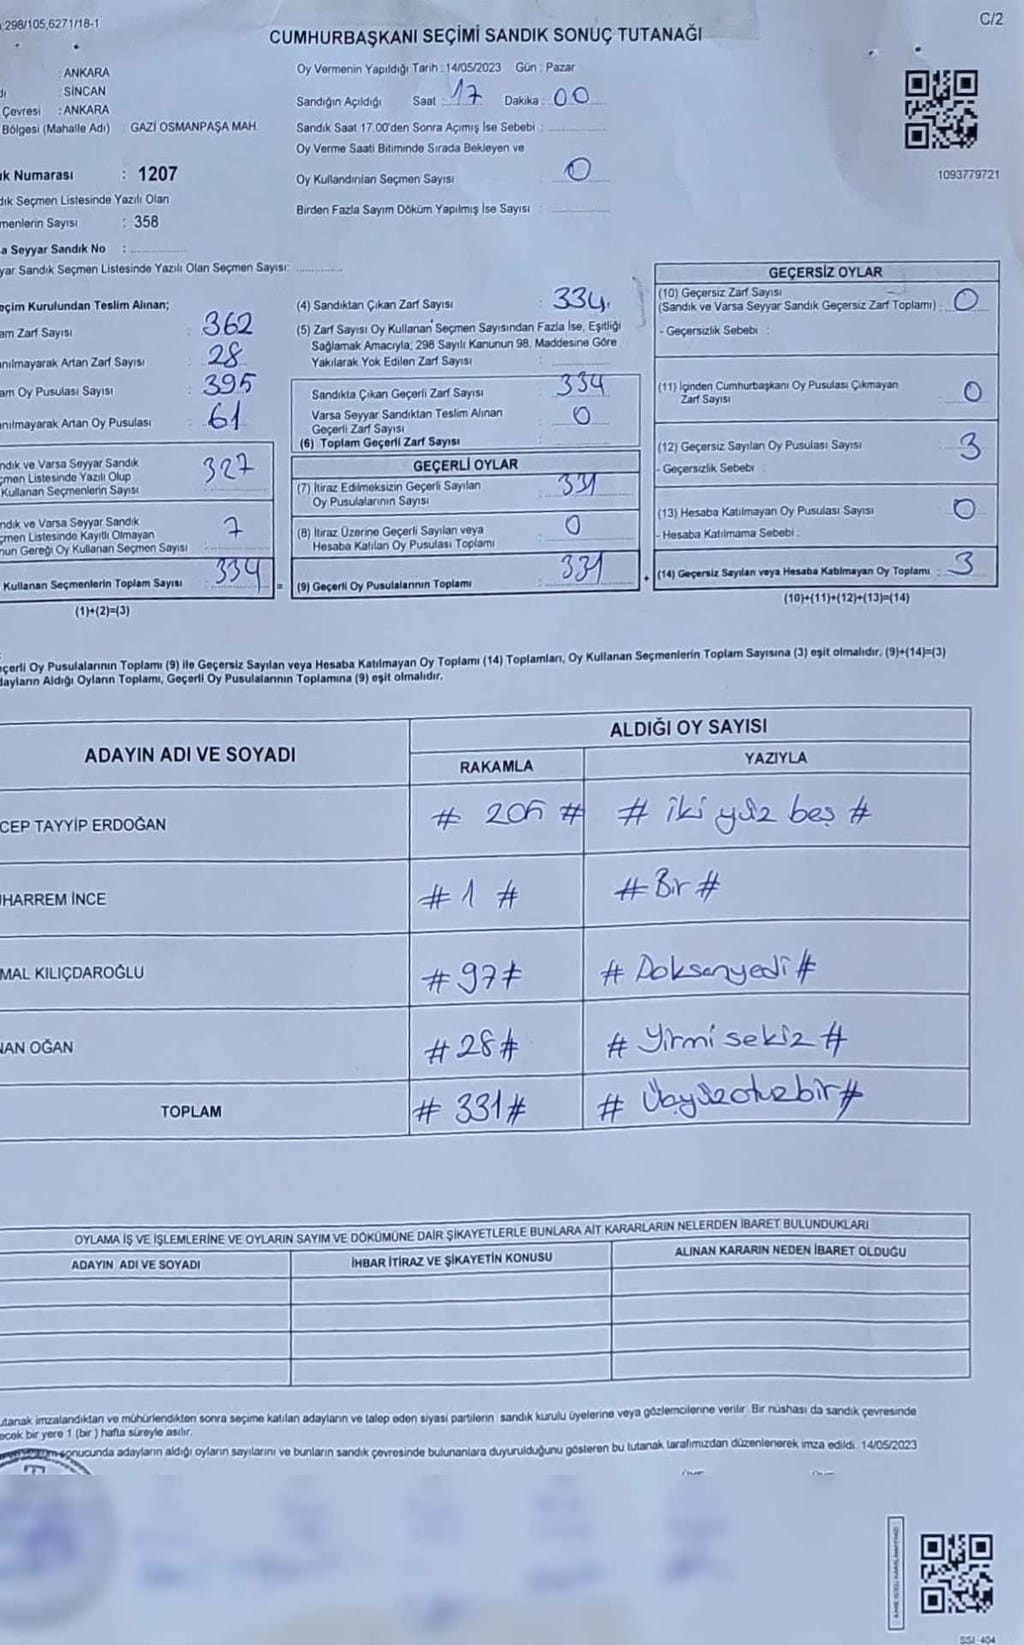 298/105,6271/18-1
C/2
CUMHURBAŞKANI SEÇİMİ SANDIK SONUÇ TUTANAĞI
: ANKARA
: SİNCAN
Çevresi : ANKARA
Bölgesi (Mahalle Adı) : GAZİ OSMANPAŞA MAH.
k Numarası : 1207
dık Seçmen Listesinde Yazılı Olan
menlerin Sayısı : 358
a Seyyar Sandık No :
yar Sandık Seçmen Listesinde Yazılı Olan Seçmen Sayısı:
Oy Vermenin Yapıldığı Tarih : 14/05/2023 Gün : Pazar
Sandığın Açıldığı Saat : 17 Dakika : 00
Sandık Saat 17.00'den Sonra Açımış İse Sebebi :
Oy Verme Saati Bitiminde Sırada Bekleyen ve
Oy Kullandırılan Seçmen Sayısı : 0
Birden Fazla Sayım Döküm Yapılmış İse Sayısı :
1093779721
eçim Kurulundan Teslim Alınan;
am Zarf Sayısı : 362
anılmayarak Artan Zarf Sayısı : 28
am Oy Pusulası Sayısı : 395
anılmayarak Artan Oy Pusulası : 61
ndık ve Varsa Seyyar Sandık
çmen Listesinde Yazılı Olup
Kullanan Seçmenlerin Sayısı : 327
ndık ve Varsa Seyyar Sandık
çmen Listesinde Kayıtlı Olmayan
nun Gereği Oy Kullanan Seçmen Sayısı : 7
Kullanan Seçmenlerin Toplam Sayısı : 334 =
(1)+(2)=(3)
(4) Sandıktan Çıkan Zarf Sayısı : 334
(5) Zarf Sayısı Oy Kullanan Seçmen Sayısından Fazla İse, Eşitliği
Sağlamak Amacıyla; 298 Sayılı Kanunun 98. Maddesine Göre
Yakılarak Yok Edilen Zarf Sayısı :
Sandıkta Çıkan Geçerli Zarf Sayısı : 334
Varsa Seyyar Sandıktan Teslim Alınan
Geçerli Zarf Sayısı : 0
(6) Toplam Geçerli Zarf Sayısı
GEÇERLİ OYLAR
(7) İtiraz Edilmeksizin Geçerli Sayılan
Oy Pusulalarının Sayısı : 331
(8) İtiraz Üzerine Geçerli Sayılan veya
Hesaba Katılan Oy Pusulası Toplamı : 0
(9) Geçerli Oy Pusulalarının Toplamı : 331 +
GEÇERSİZ OYLAR
(10) Geçersiz Zarf Sayısı
(Sandık ve Varsa Seyyar Sandık Geçersiz Zarf Toplamı) : 0
- Geçersizlik Sebebi :
(11) İçinden Cumhurbaşkanı Oy Pusulası Çıkmayan
Zarf Sayısı : 0
(12) Geçersiz Sayılan Oy Pusulası Sayısı : 3
- Geçersizlik Sebebi :
(13) Hesaba Katılmayan Oy Pusulası Sayısı : 0
- Hesaba Katılmama Sebebi :
(14) Geçersiz Sayılan veya Hesaba Katılmayan Oy Toplamı : 3
(10)+(11)+(12)+(13)=(14)
çerli Oy Pusulalarının Toplamı (9) ile Geçersiz Sayılan veya Hesaba Katılmayan Oy Toplamı (14) Toplamları, Oy Kullanan Seçmenlerin Toplam Sayısına (3) eşit olmalıdır. (9)+(14)=(3)
dayların Aldığı Oyların Toplamı, Geçerli Oy Pusulalarının Toplamına (9) eşit olmalıdır.
ADAYIN ADI VE SOYADI ALDIĞI OY SAYISI
RAKAMLA YAZIYLA
CEP TAYYİP ERDOĞAN # 205 # # iki yüz beş #
HARREM İNCE # 1 # # Bir #
MAL KILIÇDAROĞLU # 97 # # Doksanyedi #
NAN OĞAN # 28 # # Yirmi sekiz #
TOPLAM # 331 # # Üçyüzotuzbir #
OYLAMA İŞ VE İŞLEMLERİNE VE OYLARIN SAYIM VE DÖKÜMÜNE DAİR ŞİKAYETLERLE BUNLARA AİT KARARLARIN NELERDEN İBARET BULUNDUKLARI
ADAYIN ADI VE SOYADI İHBAR İTİRAZ VE ŞİKAYETİN KONUSU ALINAN KARARIN NEDEN İBARET OLDUĞU
utanak imzalandıktan ve mühürlendikten sonra seçime katılan adayların ve talep eden siyasi partilerin sandık kurulu üyelerine veya gözlemcilerine verilir. Bir nüshası da sandık çevresinde
ecek bir yere 1 (bir) hafta süreyle asılır.
sonucunda adayların aldığı oyların sayılarını ve bunların sandık çevresinde bulunanlara duyurulduğunu gösteren bu tutanak tarafımızdan düzenlenerek imza edildi. 14/05/2023
SSI_404